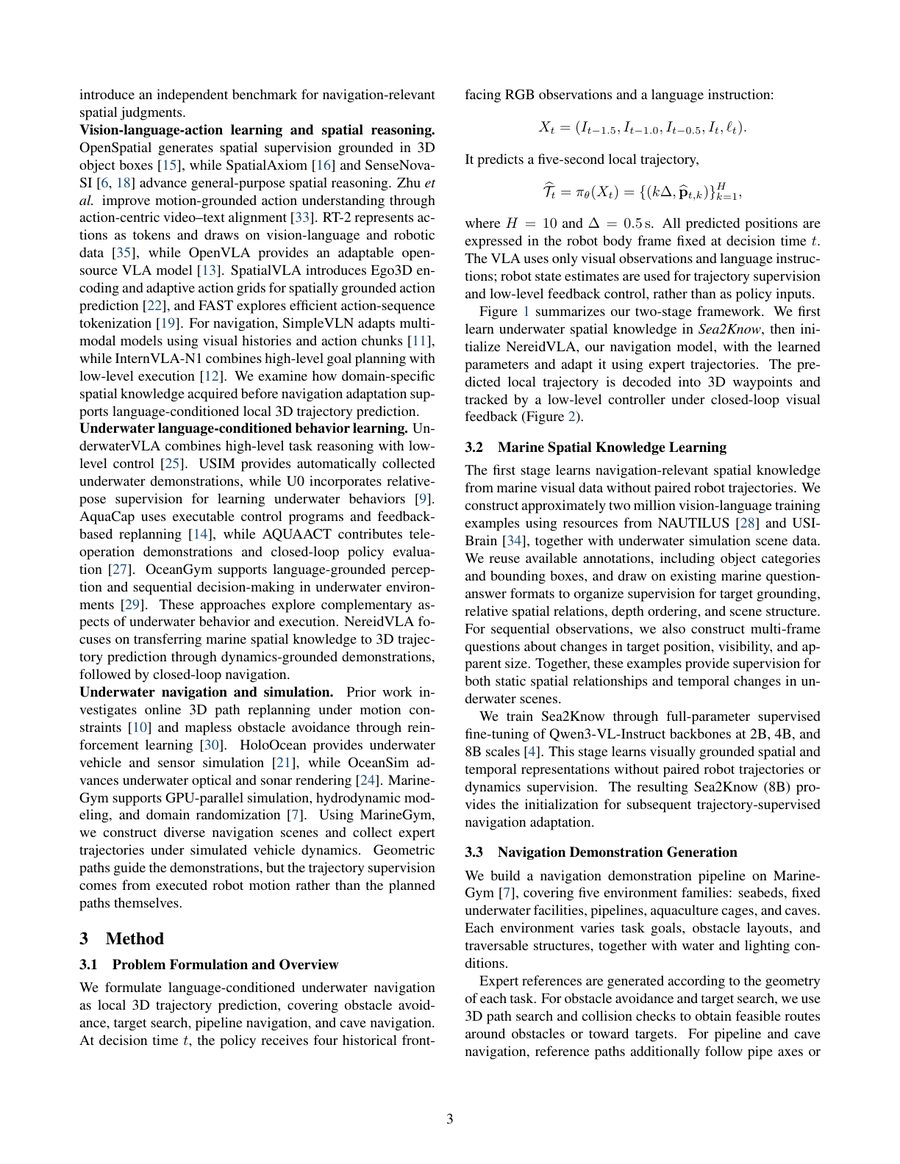 introduce an independent benchmark for navigation-relevant
spatial judgments.
Vision-language-action learning and spatial reasoning.
OpenSpatial generates spatial supervision grounded in 3D
object boxes [15], while SpatialAxiom [16] and SenseNova-
SI [6, 18] advance general-purpose spatial reasoning. Zhu et
al. improve motion-grounded action understanding through
action-centric video–text alignment [33]. RT-2 represents ac-
tions as tokens and draws on vision-language and robotic
data [35], while OpenVLA provides an adaptable open-
source VLA model [13]. SpatialVLA introduces Ego3D en-
coding and adaptive action grids for spatially grounded action
prediction [22], and FAST explores efficient action-sequence
tokenization [19]. For navigation, SimpleVLN adapts multi-
modal models using visual histories and action chunks [11],
while InternVLA-N1 combines high-level goal planning with
low-level execution [12]. We examine how domain-specific
spatial knowledge acquired before navigation adaptation sup-
ports language-conditioned local 3D trajectory prediction.
Underwater language-conditioned behavior learning. Un-
derwaterVLA combines high-level task reasoning with low-
level control [25]. USIM provides automatically collected
underwater demonstrations, while U0 incorporates relative-
pose supervision for learning underwater behaviors [9].
AquaCap uses executable control programs and feedback-
based replanning [14], while AQUAACT contributes tele-
operation demonstrations and closed-loop policy evalua-
tion [27]. OceanGym supports language-grounded percep-
tion and sequential decision-making in underwater environ-
ments [29]. These approaches explore complementary as-
pects of underwater behavior and execution. NereidVLA fo-
cuses on transferring marine spatial knowledge to 3D trajec-
tory prediction through dynamics-grounded demonstrations,
followed by closed-loop navigation.
Underwater navigation and simulation. Prior work in-
vestigates online 3D path replanning under motion con-
straints [10] and mapless obstacle avoidance through rein-
forcement learning [30]. HoloOcean provides underwater
vehicle and sensor simulation [21], while OceanSim ad-
vances underwater optical and sonar rendering [24]. Marine-
Gym supports GPU-parallel simulation, hydrodynamic mod-
eling, and domain randomization [7]. Using MarineGym,
we construct diverse navigation scenes and collect expert
trajectories under simulated vehicle dynamics. Geometric
paths guide the demonstrations, but the trajectory supervision
comes from executed robot motion rather than the planned
paths themselves.
3 Method
3.1 Problem Formulation and Overview
We formulate language-conditioned underwater navigation
as local 3D trajectory prediction, covering obstacle avoid-
ance, target search, pipeline navigation, and cave navigation.
At decision time t, the policy receives four historical front-
facing RGB observations and a language instruction:
X_t = (I_{t−1.5}, I_{t−1.0}, I_{t−0.5}, I_t, ℓ_t).
It predicts a five-second local trajectory,
\widehat{𝒯}_t = π_θ(X_t) = {(kΔ, \widehat{𝐩}_{t,k})}_{k=1}^{H},
where H = 10 and Δ = 0.5 s. All predicted positions are
expressed in the robot body frame fixed at decision time t.
The VLA uses only visual observations and language instruc-
tions; robot state estimates are used for trajectory supervision
and low-level feedback control, rather than as policy inputs.
Figure 1 summarizes our two-stage framework. We first
learn underwater spatial knowledge in Sea2Know, then ini-
tialize NereidVLA, our navigation model, with the learned
parameters and adapt it using expert trajectories. The pre-
dicted local trajectory is decoded into 3D waypoints and
tracked by a low-level controller under closed-loop visual
feedback (Figure 2).
3.2 Marine Spatial Knowledge Learning
The first stage learns navigation-relevant spatial knowledge
from marine visual data without paired robot trajectories. We
construct approximately two million vision-language training
examples using resources from NAUTILUS [28] and USI-
Brain [34], together with underwater simulation scene data.
We reuse available annotations, including object categories
and bounding boxes, and draw on existing marine question-
answer formats to organize supervision for target grounding,
relative spatial relations, depth ordering, and scene structure.
For sequential observations, we also construct multi-frame
questions about changes in target position, visibility, and ap-
parent size. Together, these examples provide supervision for
both static spatial relationships and temporal changes in un-
derwater scenes.
We train Sea2Know through full-parameter supervised
fine-tuning of Qwen3-VL-Instruct backbones at 2B, 4B, and
8B scales [4]. This stage learns visually grounded spatial and
temporal representations without paired robot trajectories or
dynamics supervision. The resulting Sea2Know (8B) pro-
vides the initialization for subsequent trajectory-supervised
navigation adaptation.
3.3 Navigation Demonstration Generation
We build a navigation demonstration pipeline on Marine-
Gym [7], covering five environment families: seabeds, fixed
underwater facilities, pipelines, aquaculture cages, and caves.
Each environment varies task goals, obstacle layouts, and
traversable structures, together with water and lighting con-
ditions.
Expert references are generated according to the geometry
of each task. For obstacle avoidance and target search, we use
3D path search and collision checks to obtain feasible routes
around obstacles or toward targets. For pipeline and cave
navigation, reference paths additionally follow pipe axes or
3